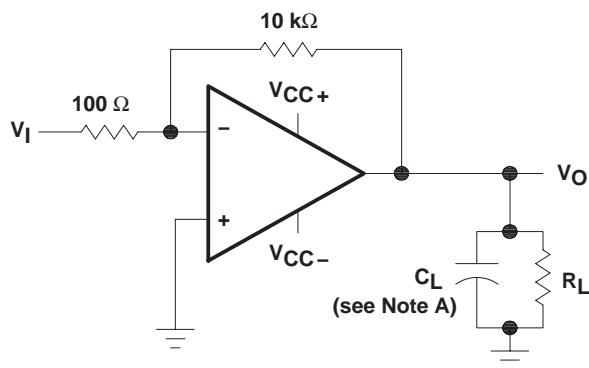 10 kΩ
100 Ω
VCC+
VI
−
+
VO
VCC−
CL
(see Note A)
RL